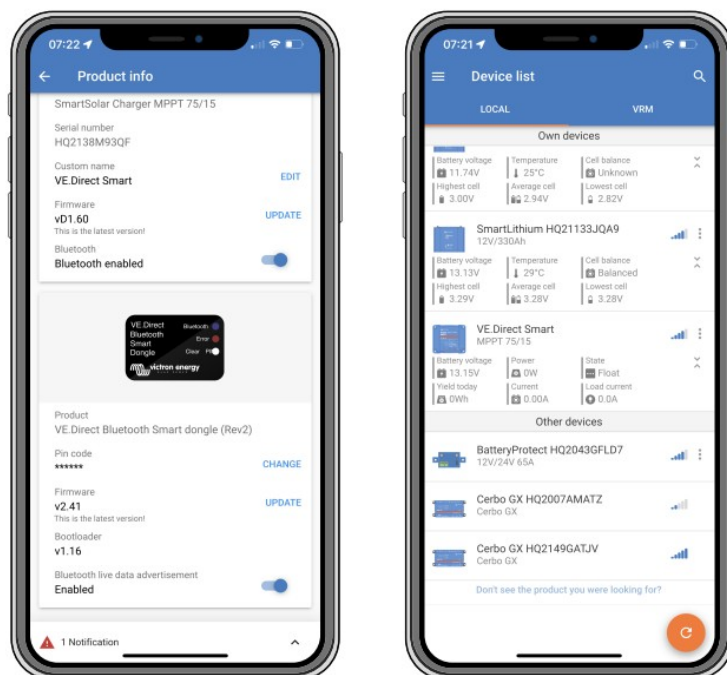 07:22
Product info
SmartSolar Charger MPPT 75/15
Serial number
HQ2138M93QF
Custom name
VE.Direct Smart
EDIT
Firmware
vD1.60
UPDATE
This is the latest version!
Bluetooth
Bluetooth enabled
VE.Direct
Bluetooth
Smart
Dongle
Bluetooth
Error
Clear PIN
victron energy
Product
VE.Direct Bluetooth Smart dongle (Rev2)
Pin code
******
CHANGE
Firmware
v2.41
UPDATE
This is the latest version!
Bootloader
v1.16
Bluetooth live data advertisement
Enabled
1 Notification
07:21
Device list
LOCAL VRM
Own devices
Battery voltage Temperature Cell balance
11.74V 25°C Unknown
Highest cell Average cell Lowest cell
3.00V 2.94V 2.82V
SmartLithium HQ21133JQA9
12V/330Ah
Battery voltage Temperature Cell balance
13.13V 29°C Balanced
Highest cell Average cell Lowest cell
3.29V 3.28V 3.28V
VE.Direct Smart
MPPT 75/15
Battery voltage Power State
13.15V 0W Float
Yield today Current Load current
0Wh 0.00A 0.0A
Other devices
BatteryProtect HQ2043GFLD7
12V/24V 65A
Cerbo GX HQ2007AMATZ
Cerbo GX
Cerbo GX HQ2149GATJV
Cerbo GX
Don't see the product you were looking for?